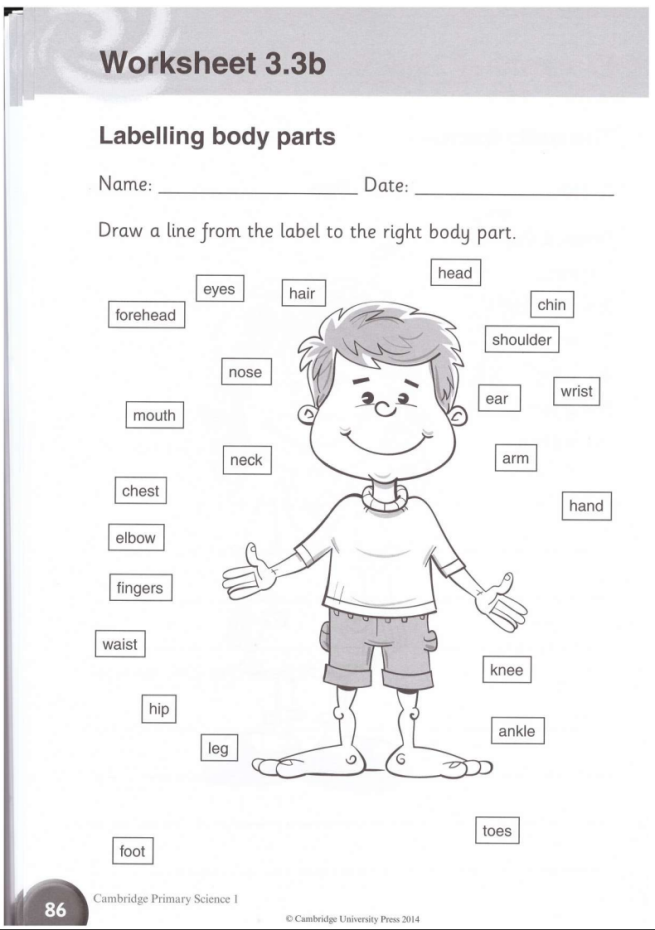 Worksheet 3.3b
Labelling body parts
Name: ____________________ Date: ____________________
Draw a line from the label to the right body part.
head
eyes
hair
chin
forehead
shoulder
nose
wrist
ear
mouth
neck
arm
chest
hand
elbow
fingers
waist
knee
hip
ankle
leg
toes
foot
Cambridge Primary Science 1
86
© Cambridge University Press 2014